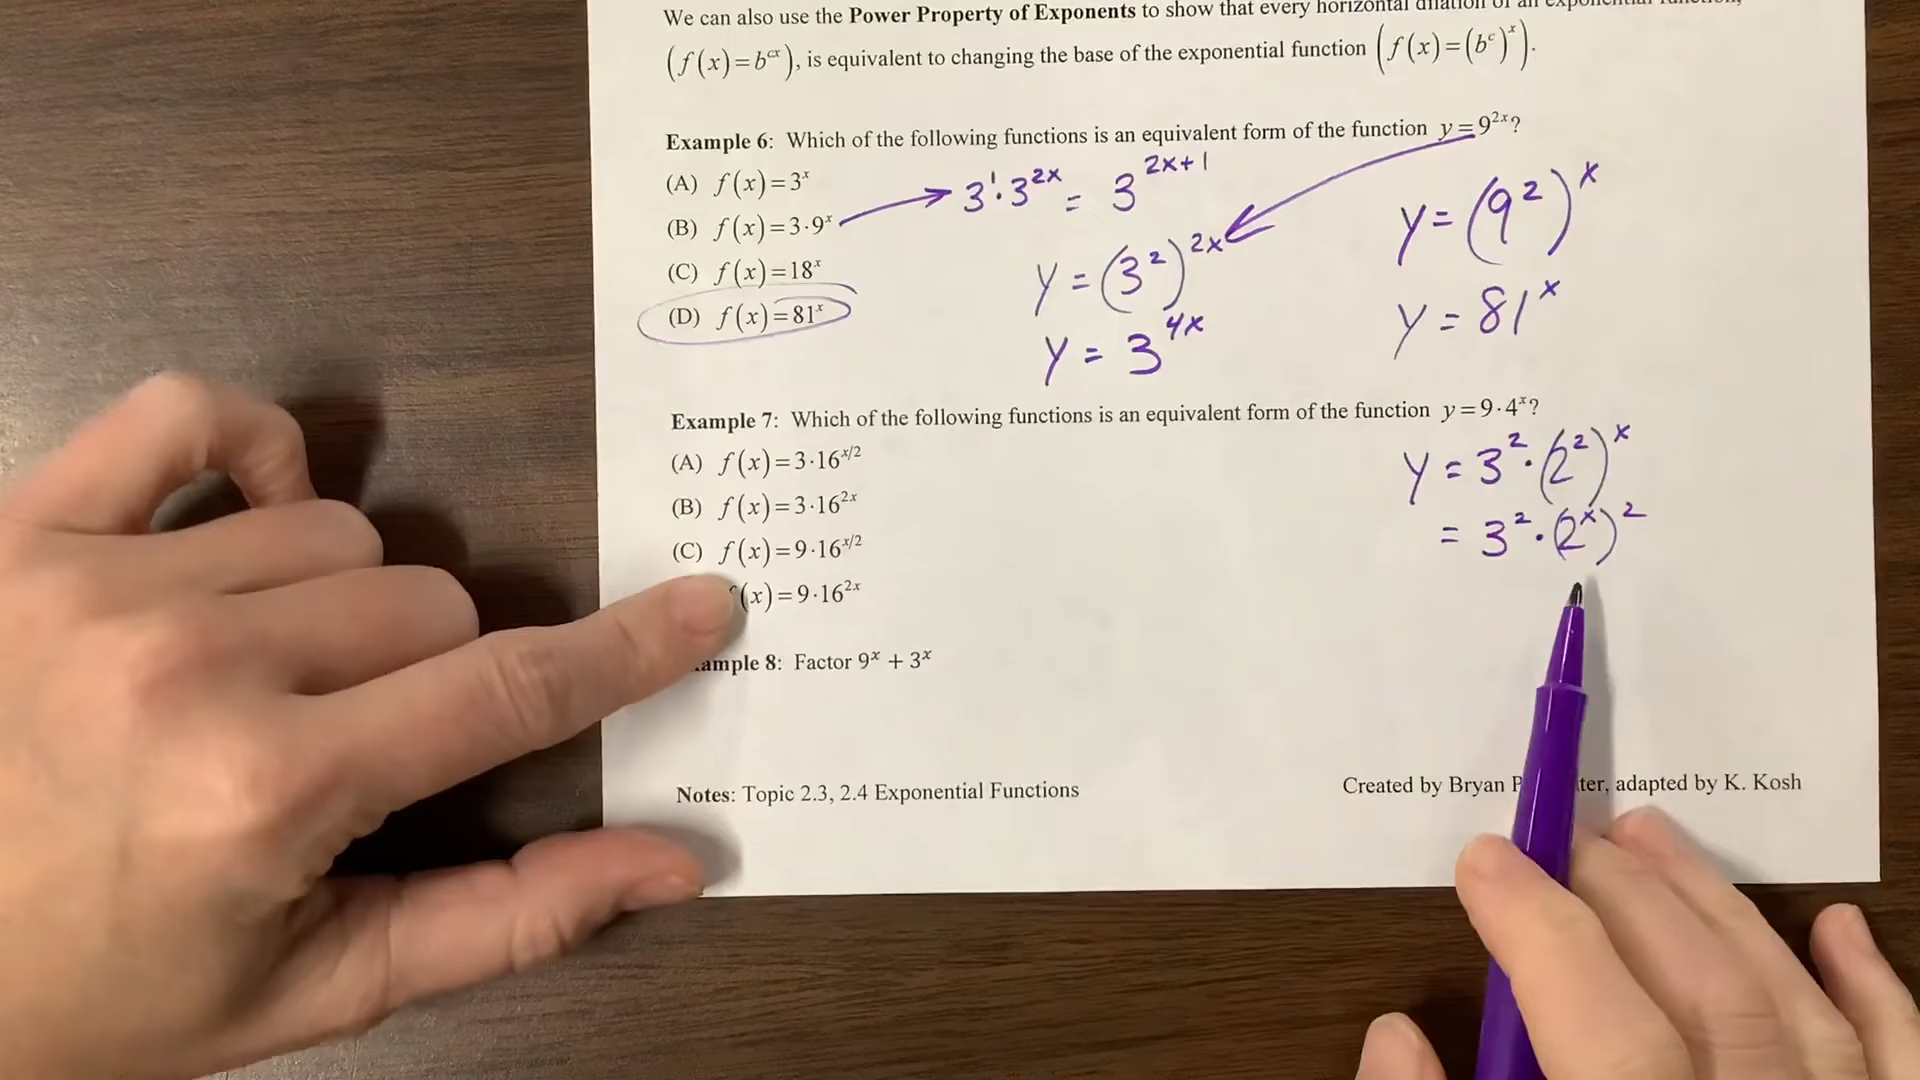 We can also use the Power Property of Exponents to show that every horizontal dilation of an exponential function,
(f(x)=b^{cx}), is equivalent to changing the base of the exponential function (f(x)=(b^c)^x).
Example 6: Which of the following functions is an equivalent form of the function y=9^{2x}?
(A) f(x)=3^x
(B) f(x)=3·9^x
(C) f(x)=18^x
(D) f(x)=81^x
3^1·3^{2x} = 3^{2x+1}
y=(3^2)^{2x}
y=3^{4x}
y=(9^2)^x
y=81^x
Example 7: Which of the following functions is an equivalent form of the function y=9·4^x?
(A) f(x)=3·16^{x/2}
(B) f(x)=3·16^{2x}
(C) f(x)=9·16^{x/2}
f(x)=9·16^{2x}
y=3^2·(2^2)^x
=3^2·(2^x)^2
ample 8: Factor 9^x + 3^x
Notes: Topic 2.3, 2.4 Exponential Functions
Created by Bryan P ter, adapted by K. Kosh